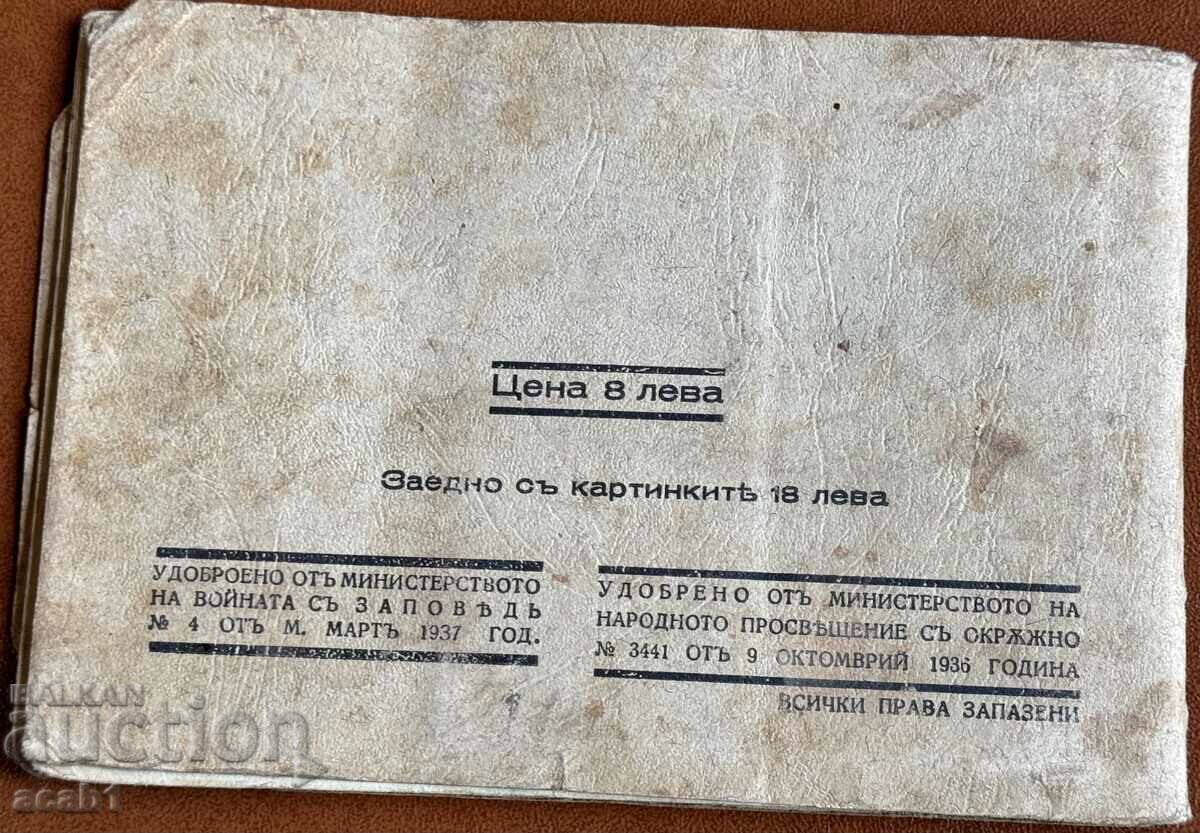 Цена 8 лева
Заедно съ картинкитѣ 18 лева
УДОБРОЕНО ОТЪ МИНИСТЕРСТВОТО
НА ВОЙНАТА СЪ ЗАПОВѢДЬ
№ 4 ОТЪ М. МАРТЪ 1937 ГОД.
УДОБРЕНО ОТЪ МИНИСТЕРСТВОТО НА
НАРОДНОТО ПРОСВѢЩЕНИЕ СЪ ОКРѪЖНО
№ 3441 ОТЪ 9 ОКТОМВРИЙ 1936 ГОДИНА
ВСИЧКИ ПРАВА ЗАПАЗЕНИ
BALKAN
auction
acab1